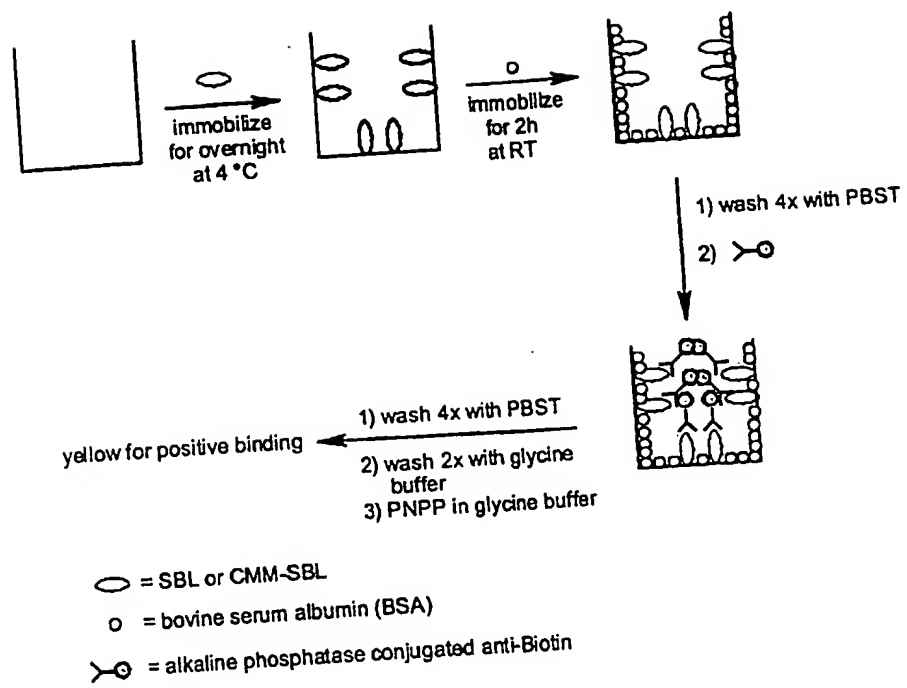 immobilize
for overnight
at 4 °C
immobilize
for 2h
at RT
1) wash 4x with PBST
2)
1) wash 4x with PBST
2) wash 2x with glycine
buffer
3) PNPP in glycine buffer
yellow for positive binding
= SBL or CMM-SBL
= bovine serum albumin (BSA)
= alkaline phosphatase conjugated anti-Biotin